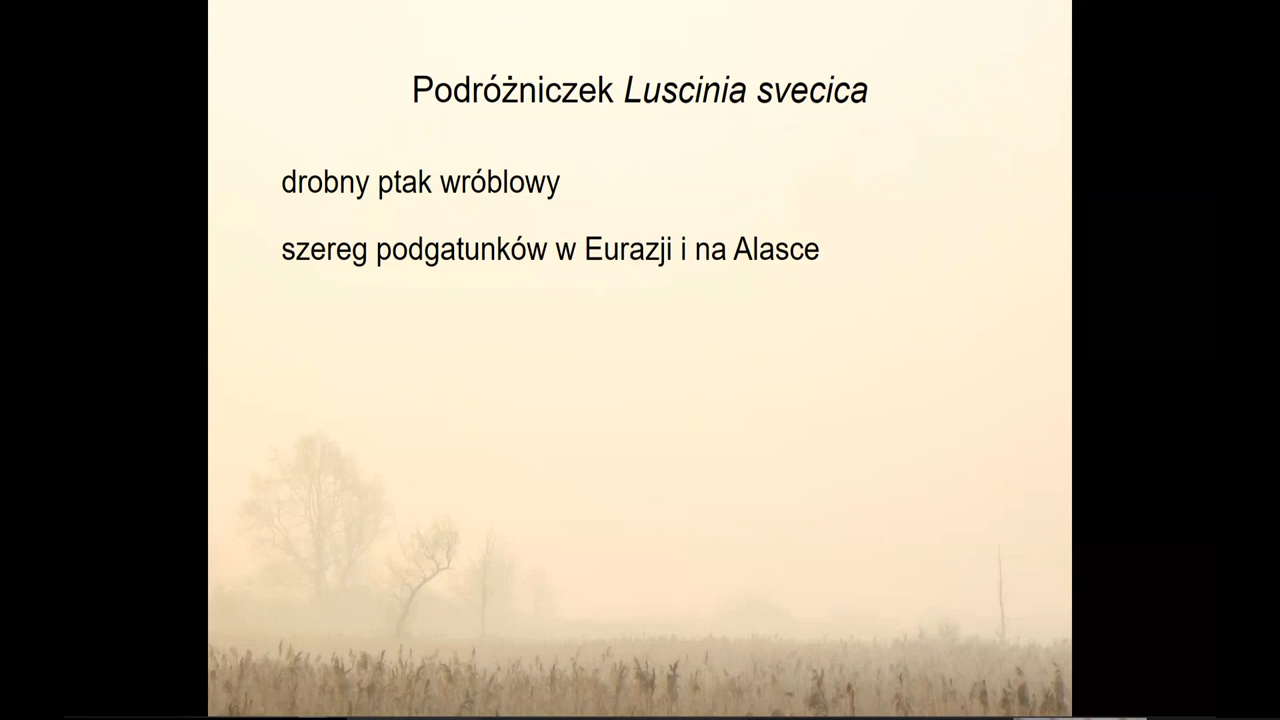 Podróżniczek Luscinia svecica
drobny ptak wróblowy
szereg podgatunków w Eurazji i na Alasce